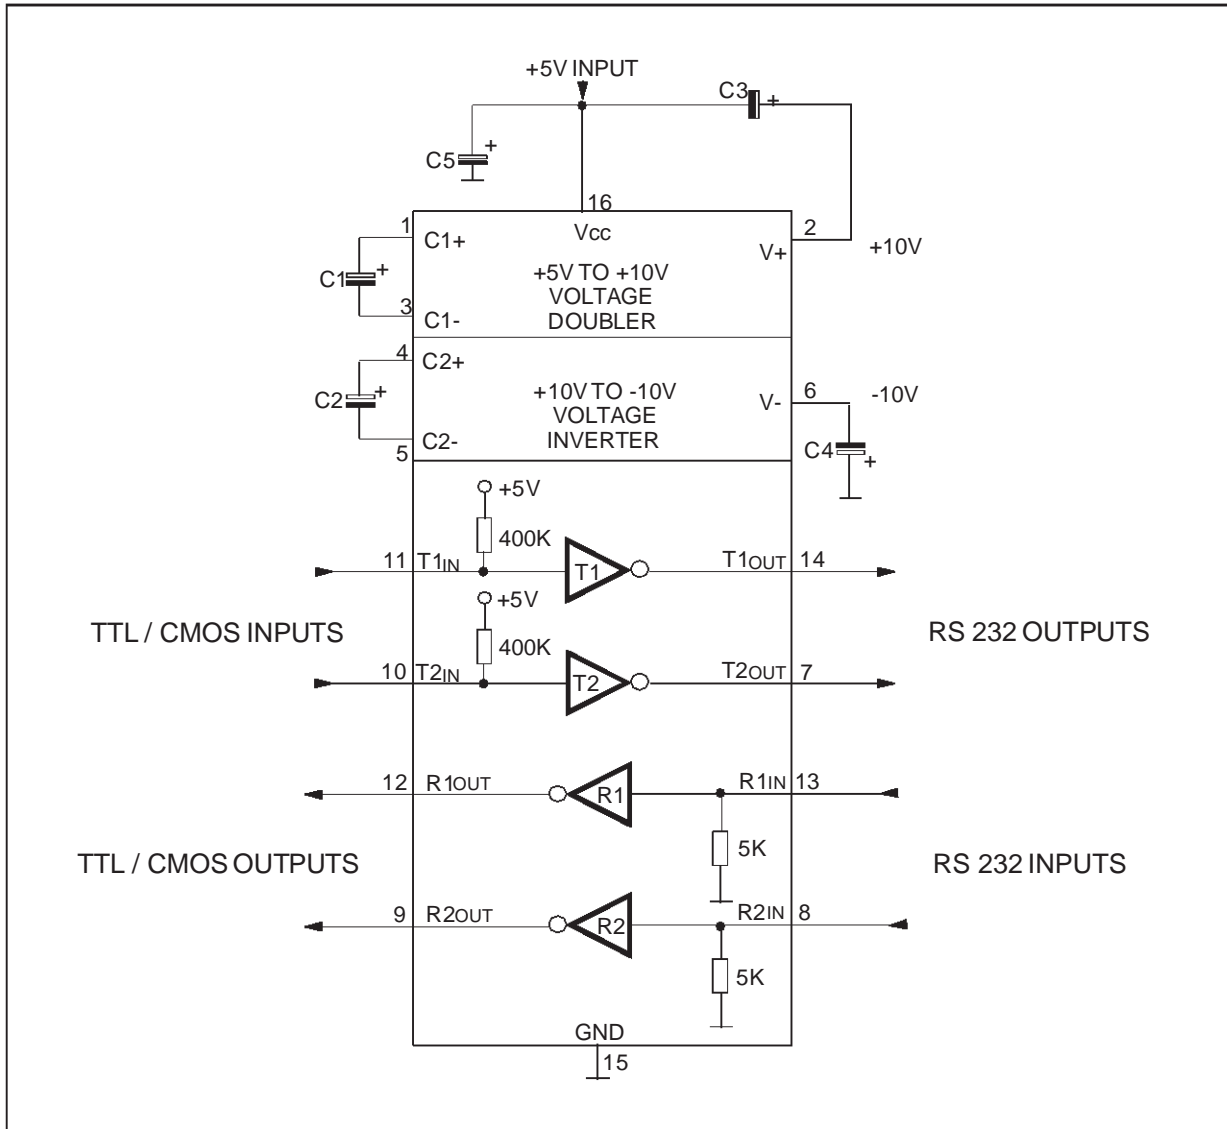 +5V INPUT
C3 +
C5 +
16
1 C1+ Vcc V+ 2 +10V
C1 +
+5V TO +10V
VOLTAGE
DOUBLER
3 C1-
4 C2+
C2 +
+10V TO -10V
VOLTAGE
INVERTER
V- 6 -10V
5 C2-
C4 +
+5V
400K
11 T1IN T1 T1OUT 14
+5V
TTL / CMOS INPUTS 400K RS 232 OUTPUTS
10 T2IN T2 T2OUT 7
12 R1OUT R1 R1IN 13
5K
TTL / CMOS OUTPUTS RS 232 INPUTS
9 R2OUT R2 R2IN 8
5K
GND
15